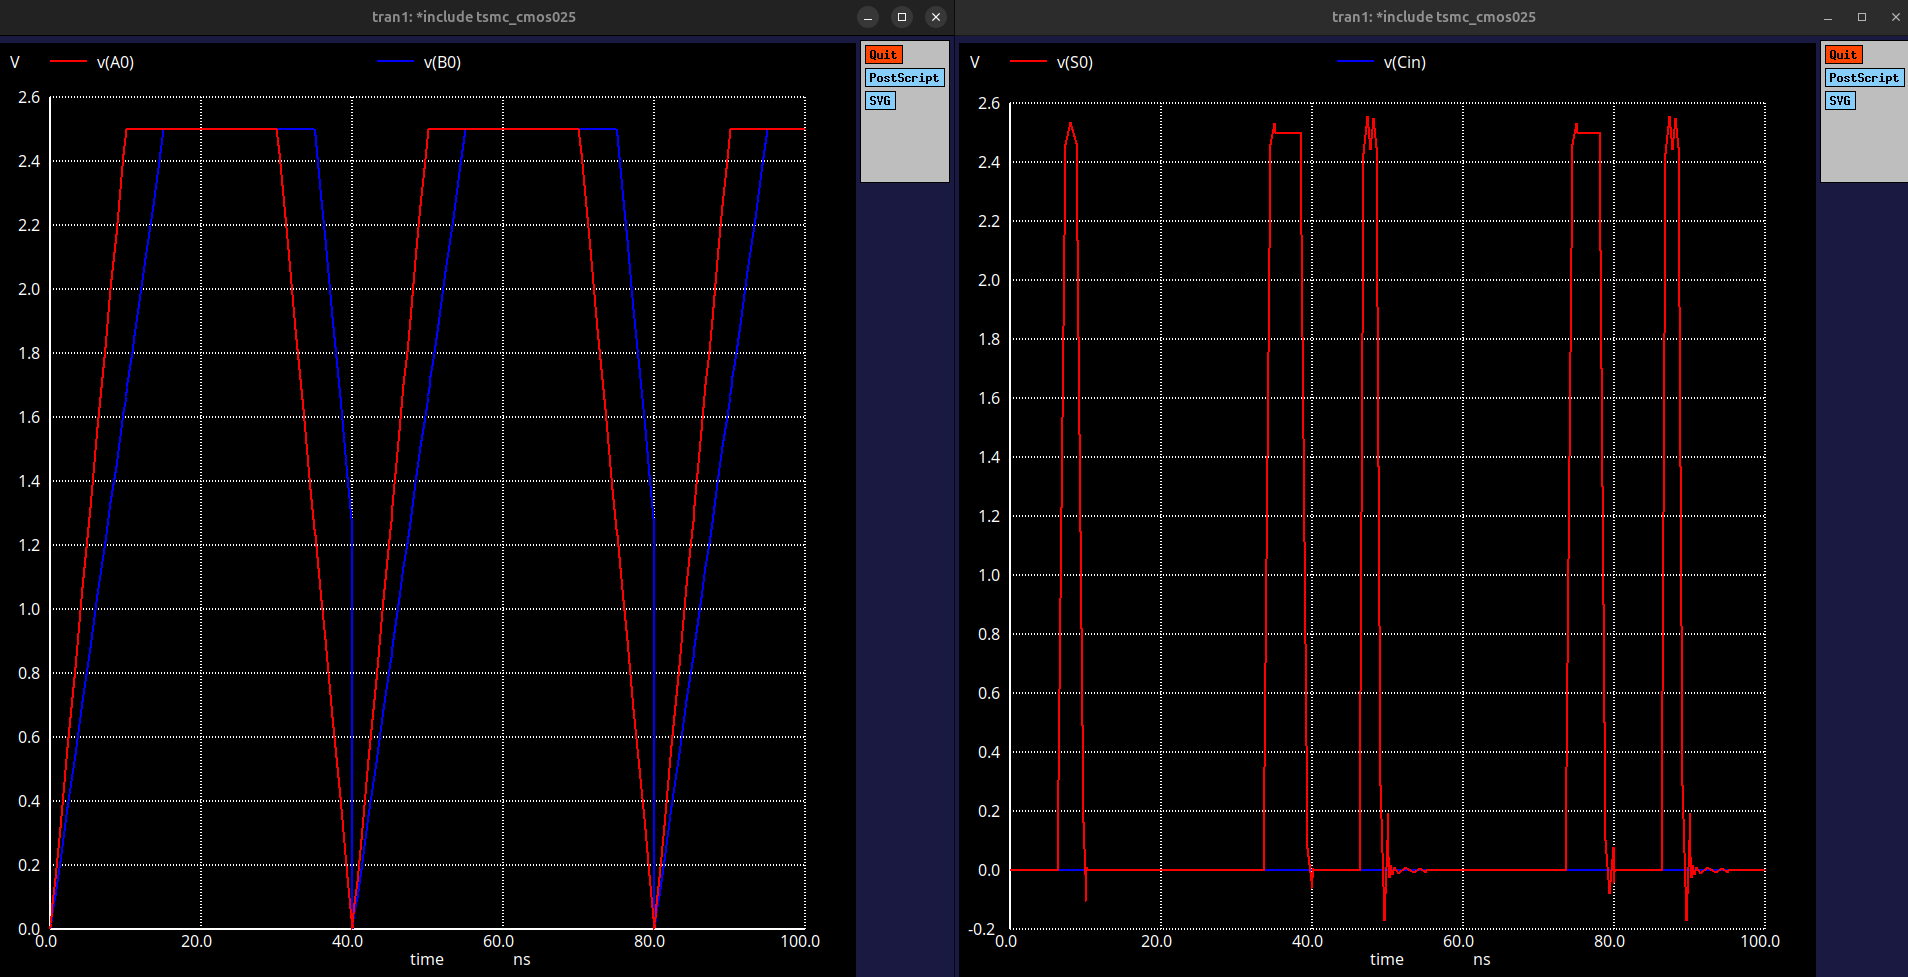 tran1: *include tsmc_cmos025
V v(A0) v(B0)
Quit
PostScript
SVG
2.6
2.4
2.2
2.0
1.8
1.6
1.4
1.2
1.0
0.8
0.6
0.4
0.2
0.0
0.0 20.0 40.0 60.0 80.0 100.0
time ns
tran1: *include tsmc_cmos025
V v(S0) v(Cin)
Quit
PostScript
SVG
2.6
2.4
2.2
2.0
1.8
1.6
1.4
1.2
1.0
0.8
0.6
0.4
0.2
0.0
-0.2
0.0 20.0 40.0 60.0 80.0 100.0
time ns